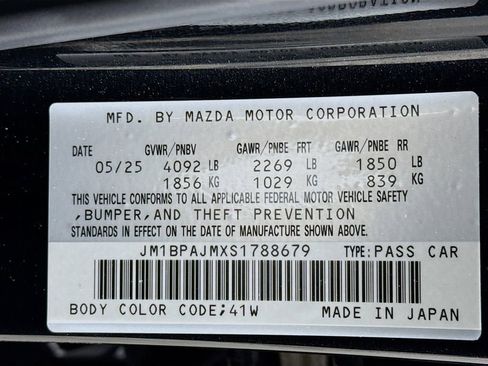 MFD. BY MAZDA MOTOR CORPORATION
DATE GVWR/PNBV GAWR/PNBE FRT GAWR/PNBE RR
05/25 4092 LB 2269 LB 1850 LB
1856 KG 1029 KG 839 KG
THIS VEHICLE CONFORMS TO ALL APPLICABLE FEDERAL MOTOR VEHICLE SAFETY
,BUMPER,AND THEFT PREVENTION
STANDARDS IN EFFECT ON THE DATE OF MANUFACTURE SHOWN ABOVE.
JM1BPAJMXS1788679 TYPE:PASS CAR
BODY COLOR CODE;41W MADE IN JAPAN